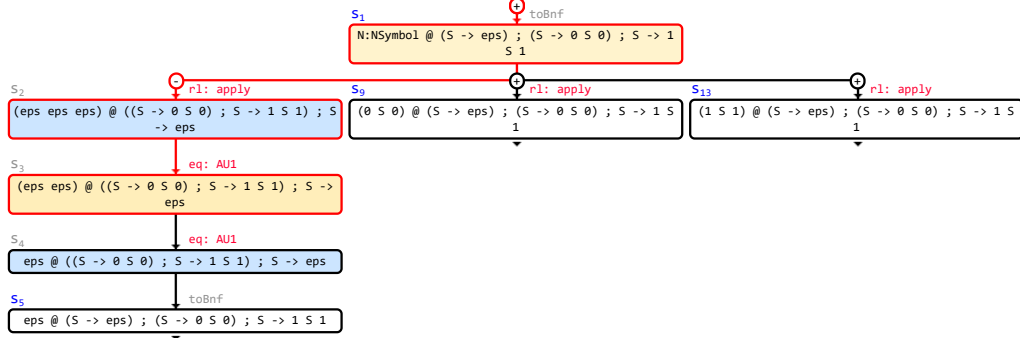 +
S1
toBnf
N:NSymbol @ (S -> eps) ; (S -> 0 S 0) ; S -> 1
S 1
-
+
+
S2
rl: apply
S9
rl: apply
S13
rl: apply
(eps eps eps) @ ((S -> 0 S 0) ; S -> 1 S 1) ; S
-> eps
(0 S 0) @ (S -> eps) ; (S -> 0 S 0) ; S -> 1 S
1
(1 S 1) @ (S -> eps) ; (S -> 0 S 0) ; S -> 1 S
1
S3
eq: AU1
(eps eps) @ ((S -> 0 S 0) ; S -> 1 S 1) ; S ->
eps
S4
eq: AU1
eps @ ((S -> 0 S 0) ; S -> 1 S 1) ; S -> eps
S5
toBnf
eps @ (S -> eps) ; (S -> 0 S 0) ; S -> 1 S 1